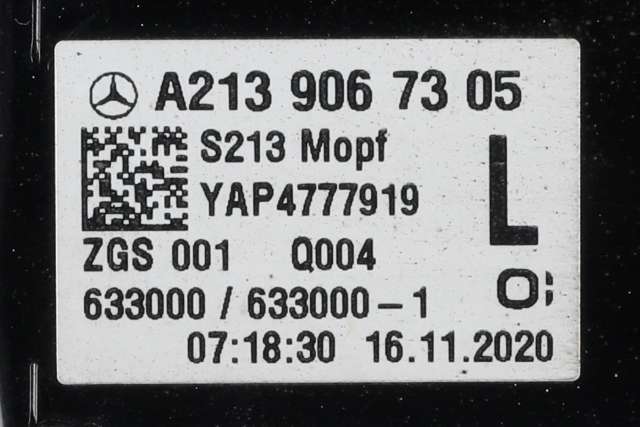 A213 906 73 05
S213 Mopf
YAP4777919
L
ZGS 001 Q004
633000 / 633000-1
07:18:30 16.11.2020